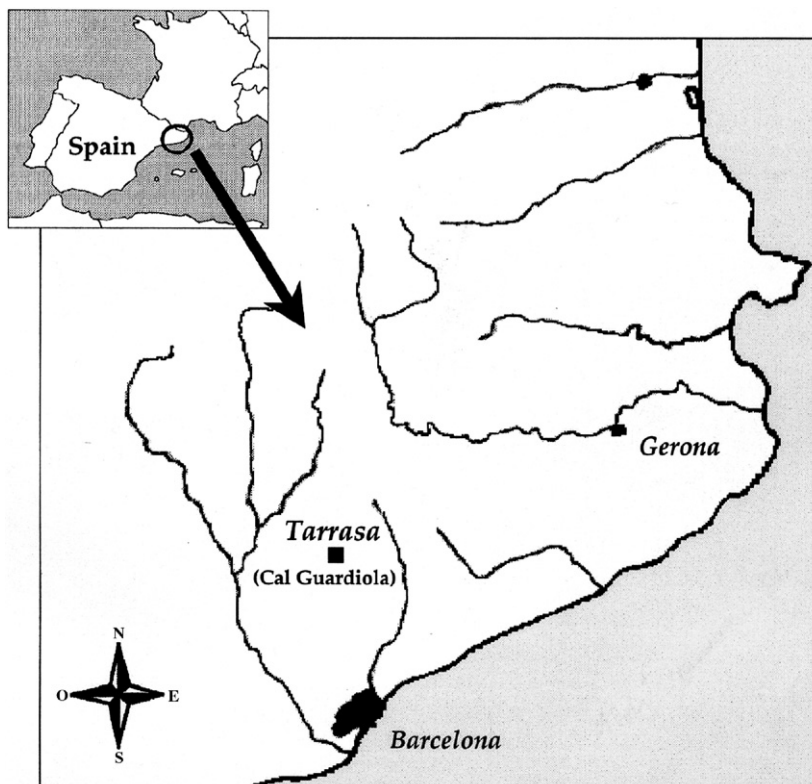 Spain
Gerona
Tarrasa
(Cal Guardiola)
N
O
E
S
Barcelona